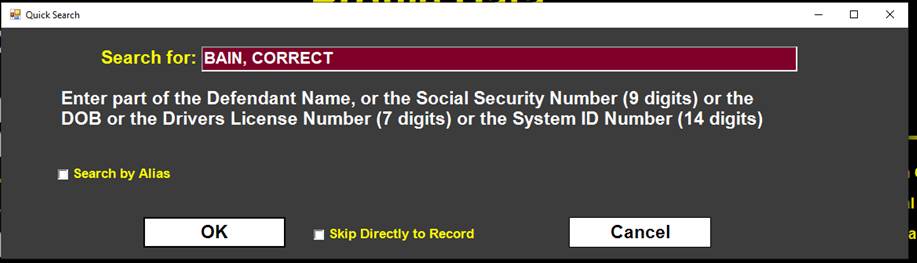 Quick Search
Search for: BAIN, CORRECT
Enter part of the Defendant Name, or the Social Security Number (9 digits) or the
DOB or the Drivers License Number (7 digits) or the System ID Number (14 digits)
Search by Alias
OK Skip Directly to Record Cancel